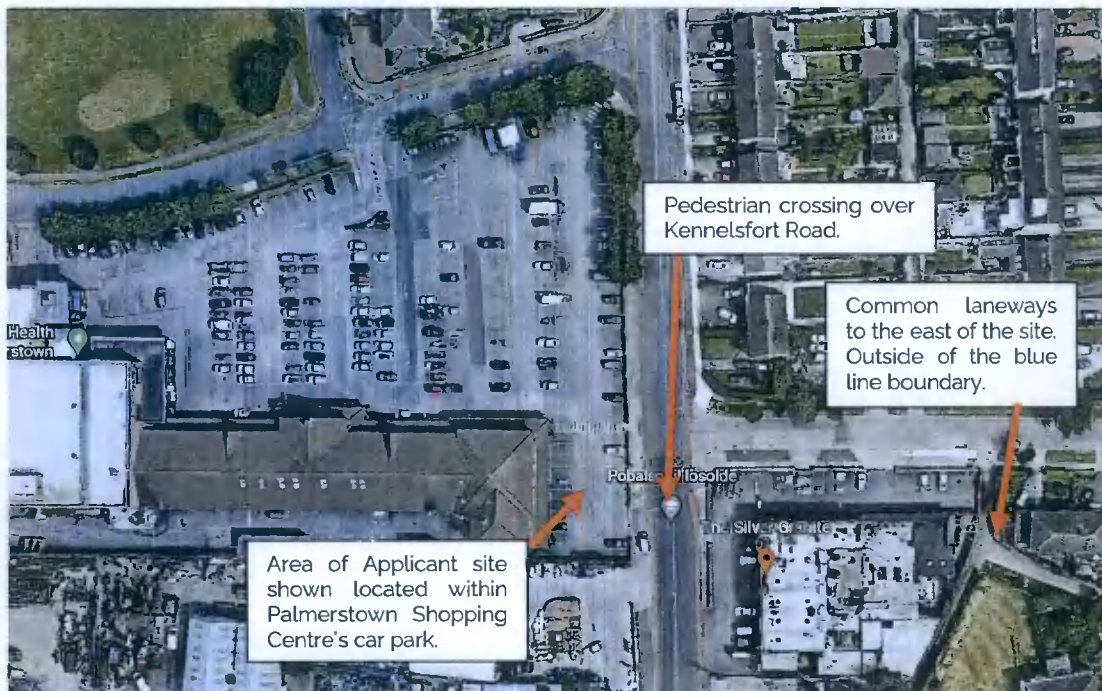 Pedestrian crossing over
Kennelsfort Road.
Common laneways
to the east of the site.
Outside of the blue
line boundary.
Health
stown
The Silver Granite
Area of Applicant site
shown located within
Palmerstown Shopping
Centre's car park.